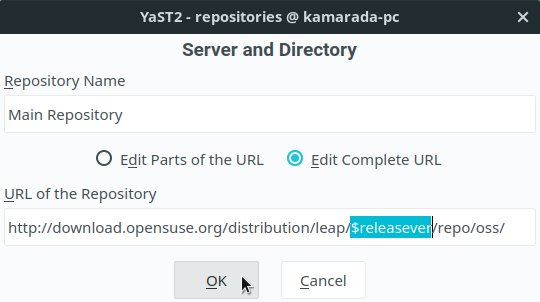 YaST2 - repositories @ kamarada-pc
Server and Directory
Repository Name
Main Repository
Edit Parts of the URL Edit Complete URL
URL of the Repository
http://download.opensuse.org/distribution/leap/$releasever/repo/oss/
OK Cancel